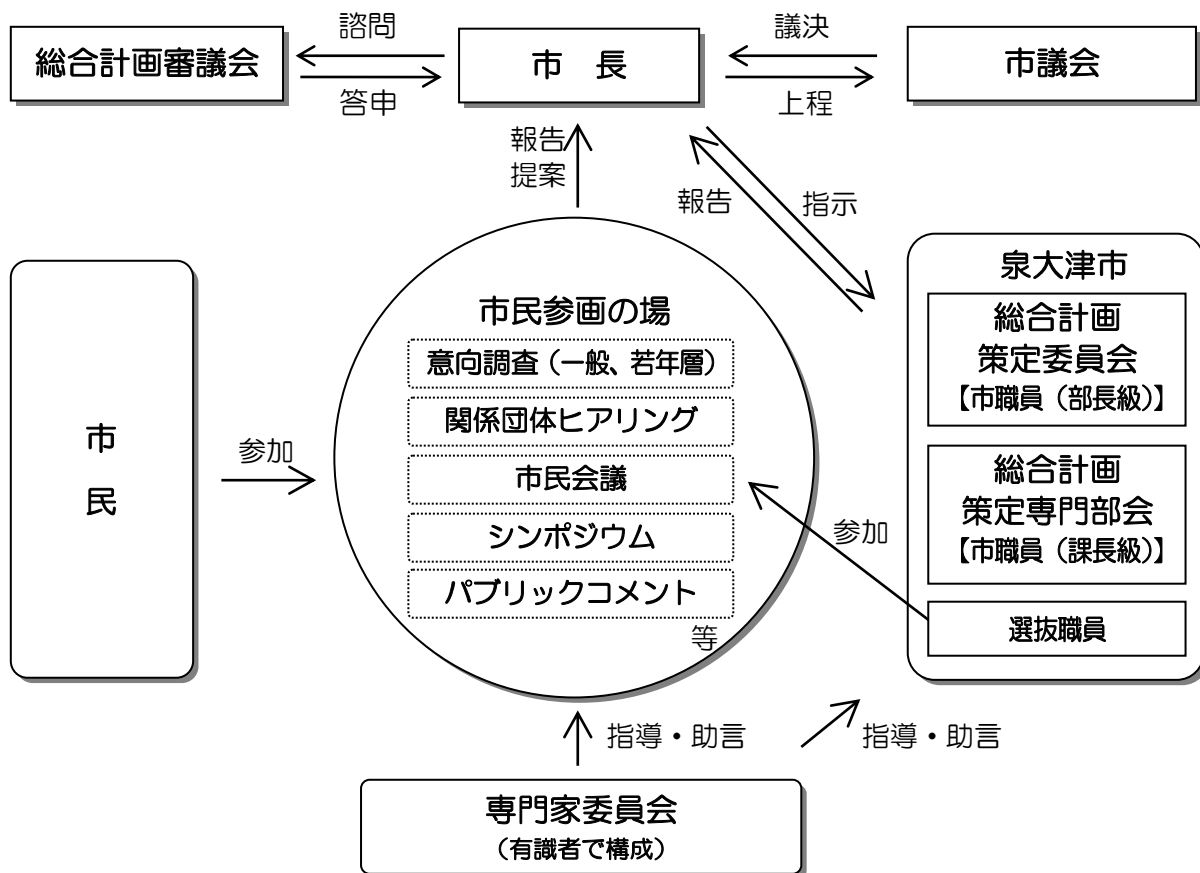 諮問
議決
総合計画審議会
市　長
市議会
答申
上程
報告
提案
報告
指示
市
民
参加
市民参画の場
意向調査（一般、若年層）
関係団体ヒアリング
市民会議
シンポジウム
パブリックコメント
等
泉大津市
総合計画
策定委員会
【市職員（部長級）】
総合計画
策定専門部会
【市職員（課長級）】
選抜職員
参加
指導・助言
指導・助言
専門家委員会
（有識者で構成）